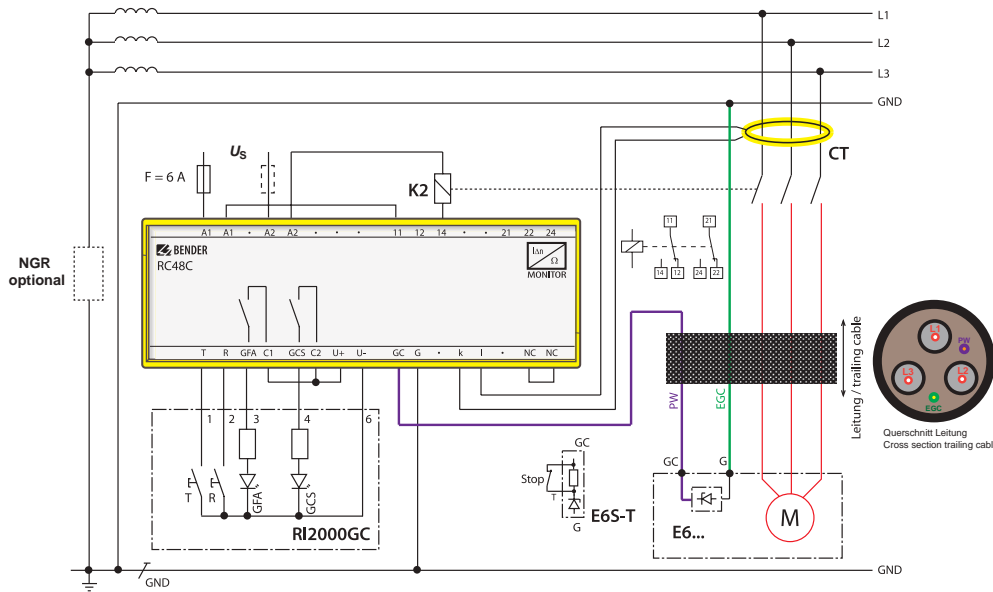 L1
L2
L3
GND
CT
U_S
F = 6 A
K2
A1 A1 · A2 A2 · · · 11 12 14 · · 21 22 24
BENDER
RC48C
I∆n
Ω
MONITOR
11 21
14 12 24 22
NGR
optional
T R GFA C1 GCS C2 U+ U- GC G · k l · NC NC
PW
EGC
Leitung / trailing cable
L1
PW
L3
L2
EGC
Querschnitt Leitung
Cross section trailing cabl
1 2 3 4 6
T R GFA GCS
RI2000GC
GC
Stop
T
G
E6S-T
GC G
E6...
M
GND
GND